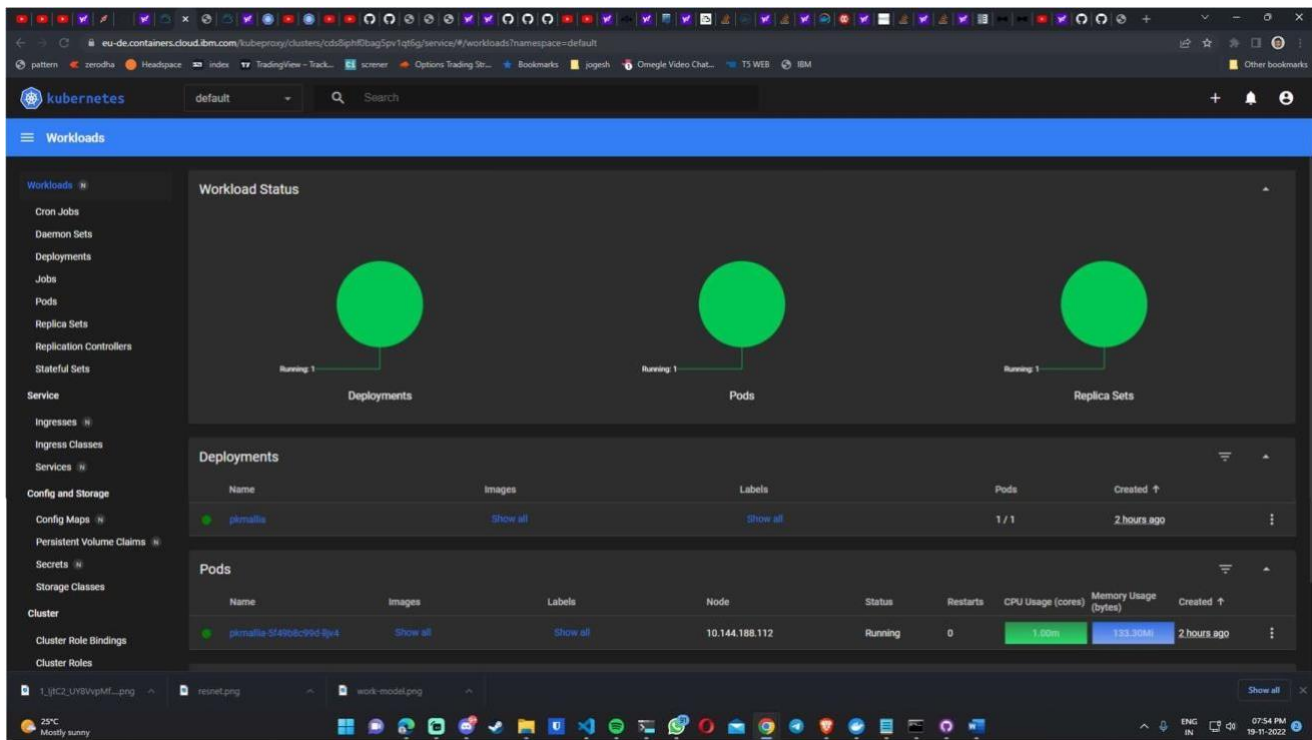 eu-de.containers.cloud.ibm.com/kubeproxy/clusters/cds5iphf0bag5pv1qt6g/service/#/workloads?namespace=default
pattern zerodha Headspace index TradingView – Track... screner Options Trading Str... Bookmarks jogesh Omegle Video Chat... T5 WEB IBM Other bookmarks
kubernetes default Search
Workloads
Workloads N
Cron Jobs
Daemon Sets
Deployments
Jobs
Pods
Replica Sets
Replication Controllers
Stateful Sets
Service
Ingresses N
Ingress Classes
Services N
Config and Storage
Config Maps N
Persistent Volume Claims N
Secrets N
Storage Classes
Cluster
Cluster Role Bindings
Cluster Roles
Workload Status
Running: 1 Running: 1 Running: 1
Deployments Pods Replica Sets
Deployments
Name Images Labels Pods Created
pkmallia Show all Show all 1 / 1 2 hours ago
Pods
Name Images Labels Node Status Restarts CPU Usage (cores) Memory Usage (bytes) Created
Show all Show all 10.144.188.112 Running 0 1.00m 133.30Mi 2 hours ago
resnet.png work-model.png Show all
25°C
Mostly sunny
ENG
IN
07:54 PM
19-11-2022